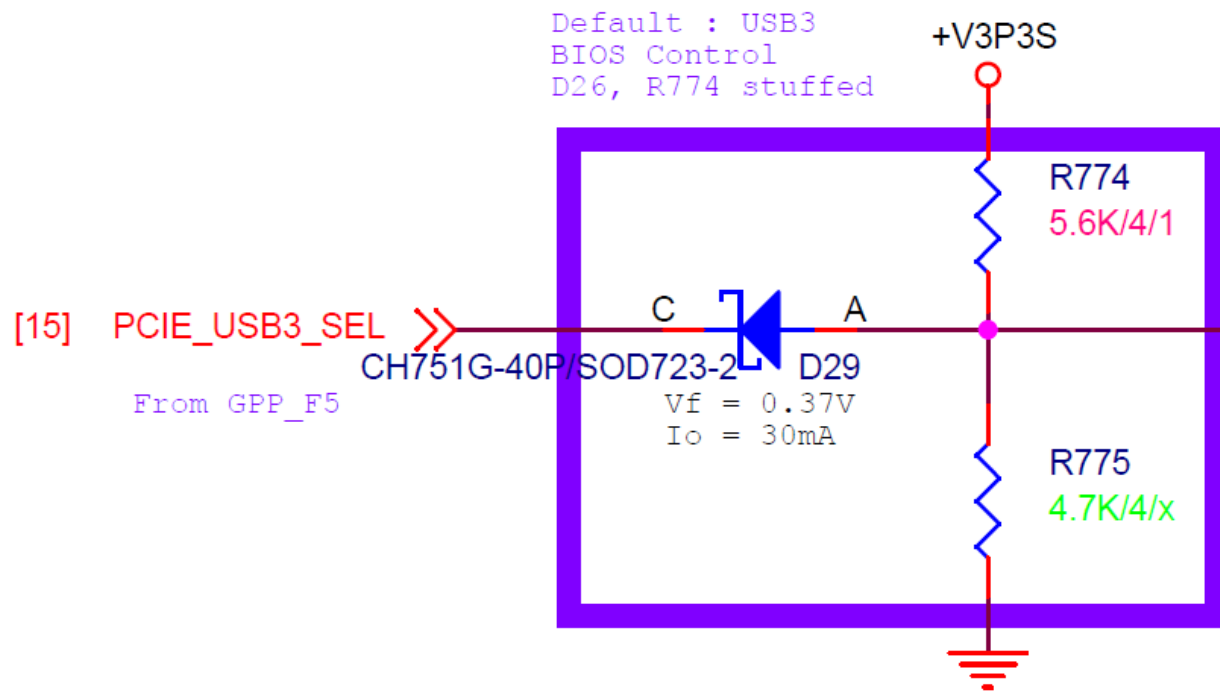 Default : USB3
BIOS Control
D26, R774 stuffed
+V3P3S
R774
5.6K/4/1
[15] PCIE_USB3_SEL
C
A
CH751G-40P/SOD723-2
D29
From GPP_F5
Vf = 0.37V
Io = 30mA
R775
4.7K/4/x